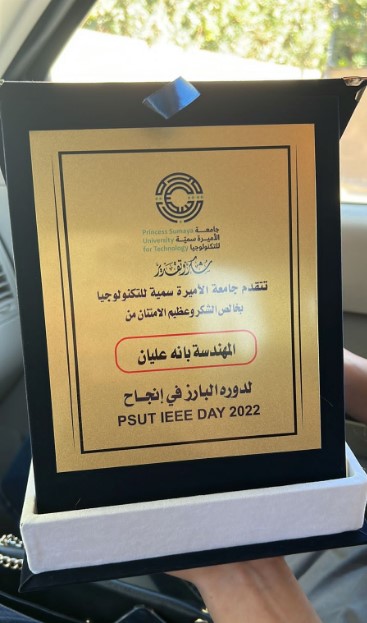 Princess Sumaya
University
for Technology
جامعة
الأميرة سميّة
للتكنولوجيا
شكر وتقدير
تتقدم جامعة الأميرة سمية للتكنولوجيا
بخالص الشكر وعظيم الامتنان من
المهندسة بانه عليان
لدوره البارز في إنجاح
PSUT IEEE DAY 2022